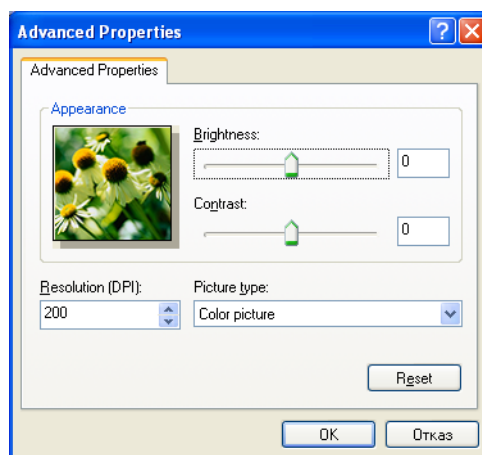 Advanced Properties
Advanced Properties
Appearance
Brightness:
0
Contrast:
0
Resolution (DPI):
Picture type:
200
Color picture
Reset
OK
Отказ